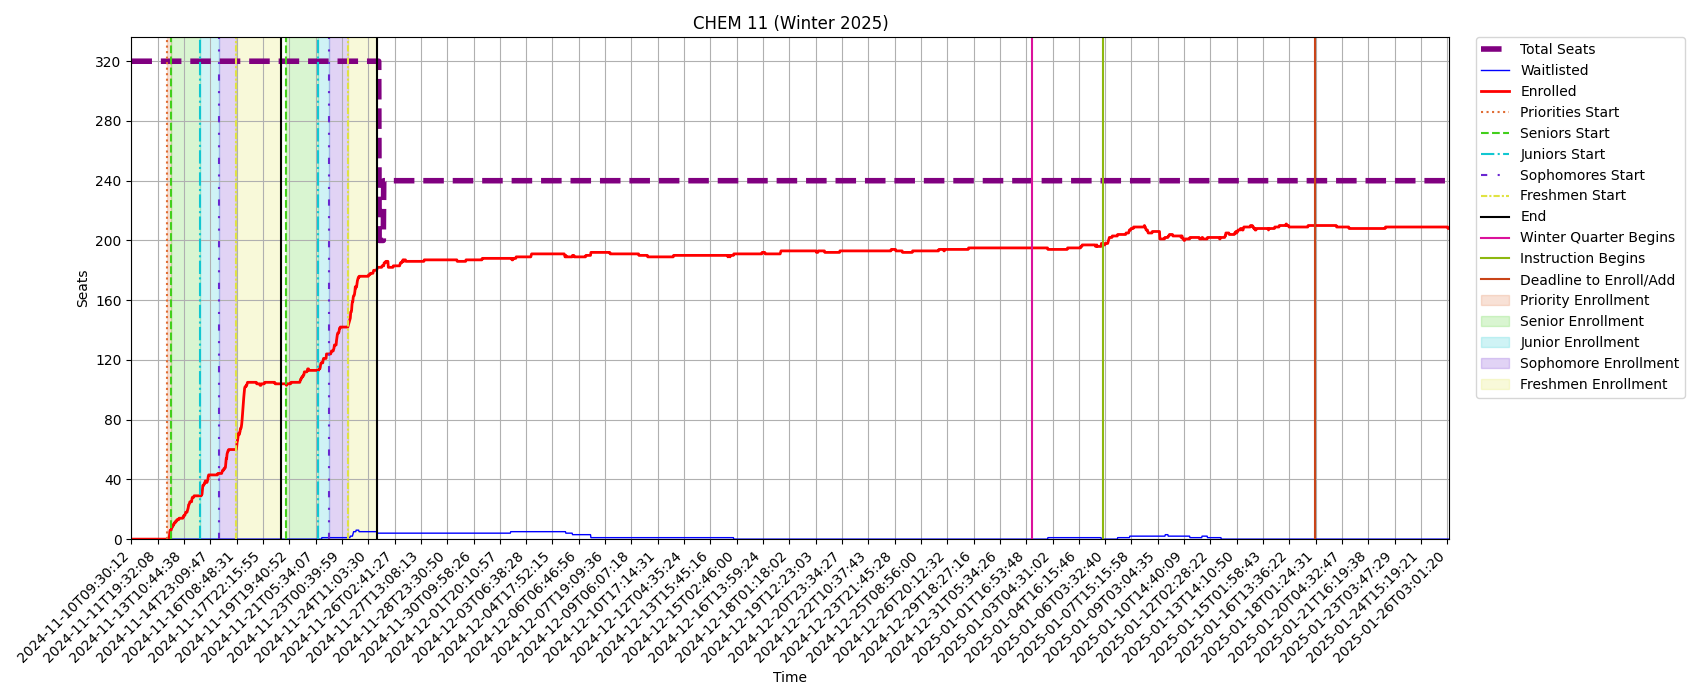 CHEM 11 (Winter 2025)
Seats
320
280
240
200
160
120
80
40
0
2024-11-10T09:30:12
2024-11-11T19:32:08
2024-11-13T10:44:38
2024-11-14T23:09:47
2024-11-16T08:48:31
2024-11-17T22:15:55
2024-11-19T19:40:52
2024-11-21T05:34:07
2024-11-23T00:39:59
2024-11-24T11:03:30
2024-11-26T02:41:27
2024-11-27T13:08:13
2024-11-28T23:30:50
2024-11-30T09:58:26
2024-12-01T20:10:57
2024-12-03T06:38:28
2024-12-04T17:52:15
2024-12-06T06:46:56
2024-12-07T19:09:36
2024-12-09T06:07:18
2024-12-10T17:14:31
2024-12-12T04:35:24
2024-12-13T15:45:16
2024-12-15T02:46:00
2024-12-16T13:59:24
2024-12-18T01:18:02
2024-12-19T12:23:03
2024-12-20T23:34:27
2024-12-22T10:37:43
2024-12-23T21:45:28
2024-12-25T08:56:00
2024-12-26T20:12:32
2024-12-29T18:27:16
2024-12-31T05:34:26
2025-01-01T16:53:48
2025-01-03T04:31:02
2025-01-04T16:15:46
2025-01-06T03:32:40
2025-01-07T15:15:58
2025-01-09T03:04:35
2025-01-10T14:40:09
2025-01-12T02:28:22
2025-01-13T14:10:50
2025-01-15T01:58:43
2025-01-16T13:36:22
2025-01-18T01:24:31
2025-01-20T04:32:47
2025-01-21T16:19:38
2025-01-23T03:47:29
2025-01-24T15:19:21
2025-01-26T03:01:20
Time
Total Seats
Waitlisted
Enrolled
Priorities Start
Seniors Start
Juniors Start
Sophomores Start
Freshmen Start
End
Winter Quarter Begins
Instruction Begins
Deadline to Enroll/Add
Priority Enrollment
Senior Enrollment
Junior Enrollment
Sophomore Enrollment
Freshmen Enrollment